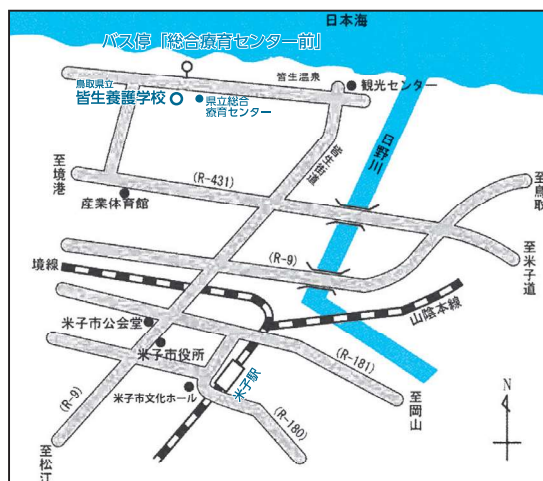 日本海
バス停「総合療育センター前」
皆生温泉
観光センター
鳥取県立
皆生養護学校
県立総合
療育センター
日野川
皆生街道
至境港
(R-431)
至鳥取
産業体育館
至米子道
(R-9)
境線
山陰本線
米子市公会堂
米子市役所
(R-181)
米子駅
米子市文化ホール
至岡山
N
(R-9)
(R-180)
至松江